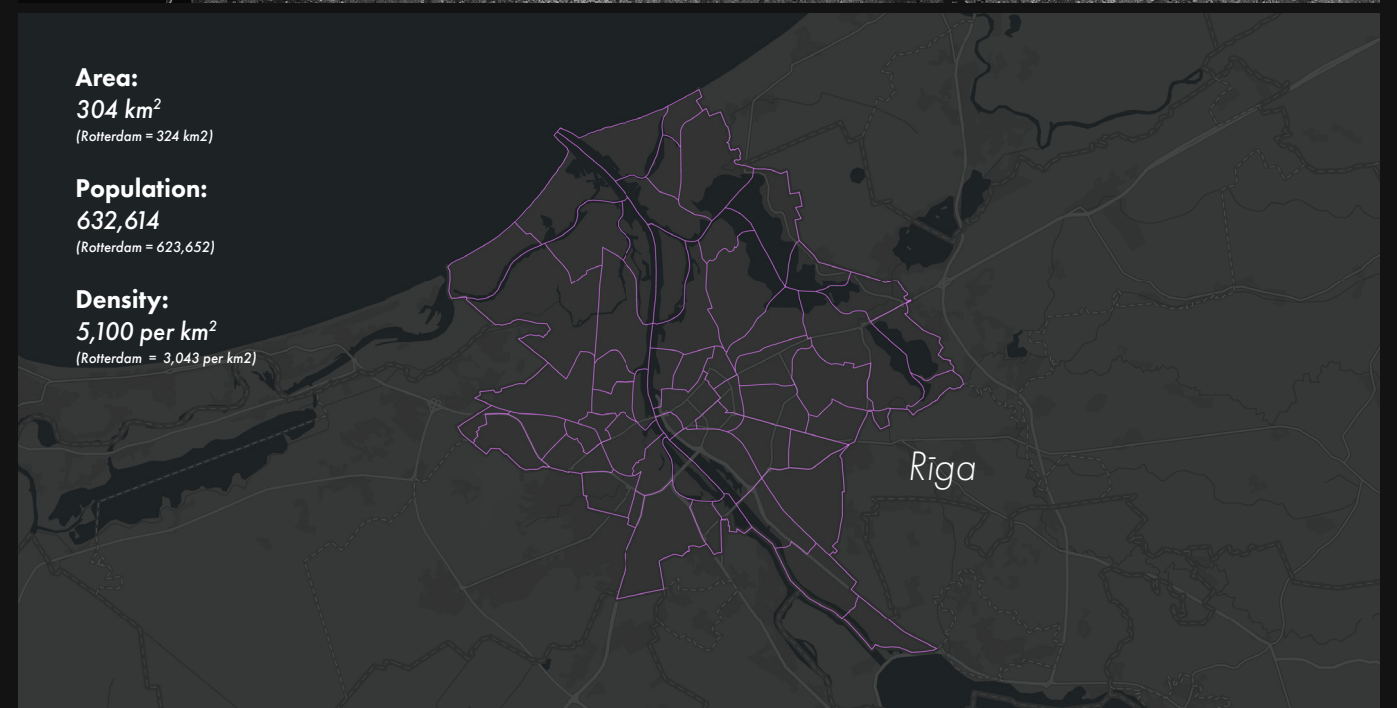 Area:
304 km²
(Rotterdam = 324 km2)
Population:
632,614
(Rotterdam = 623,652)
Density:
5,100 per km²
(Rotterdam = 3,043 per km2)
Rīga